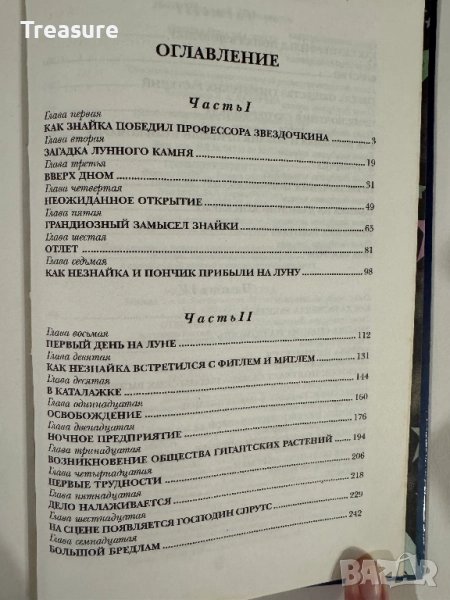 Treasure
ОГЛАВЛЕНИЕ
Часть I
Глава первая
КАК ЗНАЙКА ПОБЕДИЛ ПРОФЕССОРА ЗВЕЗДОЧКИНА 3
Глава вторая
ЗАГАДКА ЛУННОГО КАМНЯ 19
Глава третья
ВВЕРХ ДНОМ 31
Глава четвертая
НЕОЖИДАННОЕ ОТКРЫТИЕ 49
Глава пятая
ГРАНДИОЗНЫЙ ЗАМЫСЕЛ ЗНАЙКИ 65
Глава шестая
ОТЛЕТ 81
Глава седьмая
КАК НЕЗНАЙКА И ПОНЧИК ПРИБЫЛИ НА ЛУНУ 98
Часть II
Глава восьмая
ПЕРВЫЙ ДЕНЬ НА ЛУНЕ 112
Глава девятая
КАК НЕЗНАЙКА ВСТРЕТИЛСЯ С ФИГЛЕМ И МИГЛЕМ 131
Глава десятая
В КАТАЛАЖКЕ 144
Глава одиннадцатая
ОСВОБОЖДЕНИЕ 160
Глава двенадцатая
НОЧНОЕ ПРЕДПРИЯТИЕ 176
Глава тринадцатая
ВОЗНИКНОВЕНИЕ ОБЩЕСТВА ГИГАНТСКИХ РАСТЕНИЙ 194
Глава четырнадцатая
ПЕРВЫЕ ТРУДНОСТИ 206
Глава пятнадцатая
ДЕЛО НАЛАЖИВАЕТСЯ 218
Глава шестнадцатая
НА СЦЕНЕ ПОЯВЛЯЕТСЯ ГОСПОДИН СПРУТС 229
Глава семнадцатая
БОЛЬШОЙ БРЕДЛАМ 242
BAZAR.bg